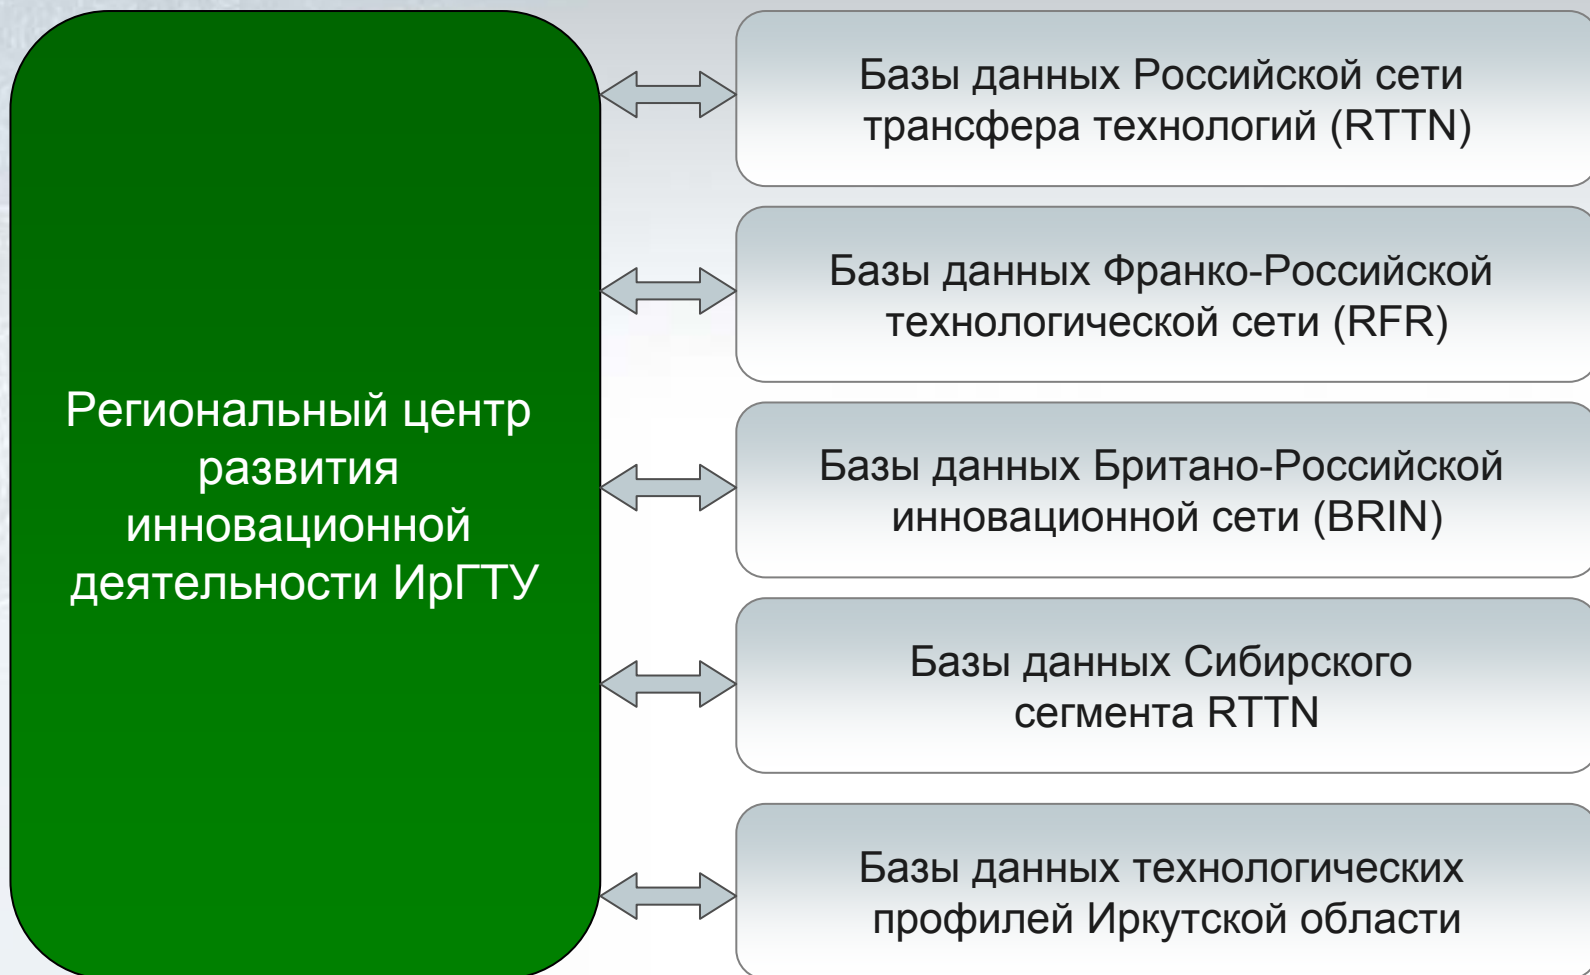 Региональный центр
развития
инновационной
деятельности ИрГТУ
Базы данных Российской сети
трансфера технологий (RTTN)
Базы данных Франко-Российской
технологической сети (RFR)
Базы данных Британо-Российской
инновационной сети (BRIN)
Базы данных Сибирского
сегмента RTTN
Базы данных технологических
профилей Иркутской области